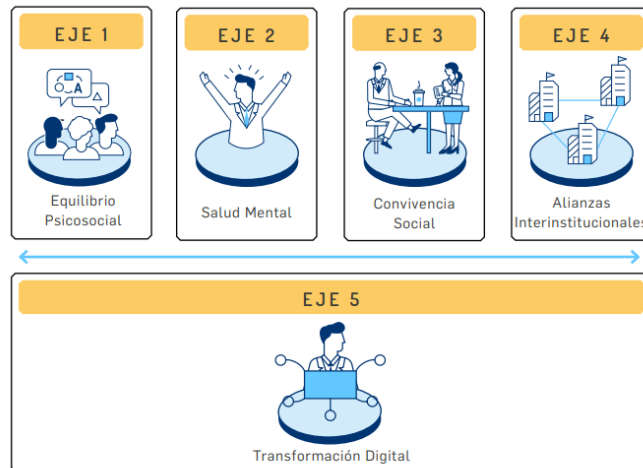 EJE 1
EJE 2
EJE 3
EJE 4
A
Equilibrio
Psicosocial
Salud Mental
Convivencia
Social
Alianzas
Interinstitucionales
EJE 5
Transformación Digital